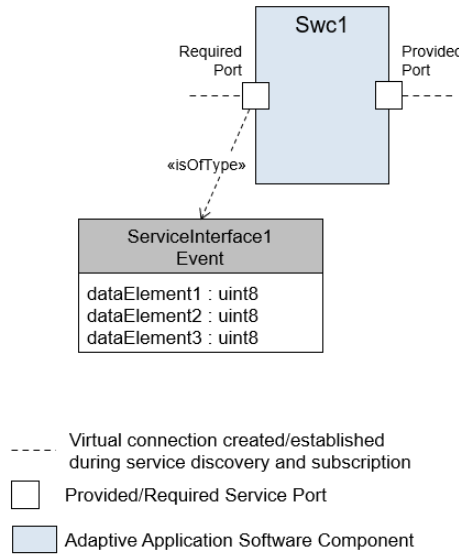 Swc1
Required
Port
Provided
Port
«isOfType»
ServiceInterface1
Event
dataElement1 : uint8
dataElement2 : uint8
dataElement3 : uint8
Virtual connection created/established
during service discovery and subscription
Provided/Required Service Port
Adaptive Application Software Component